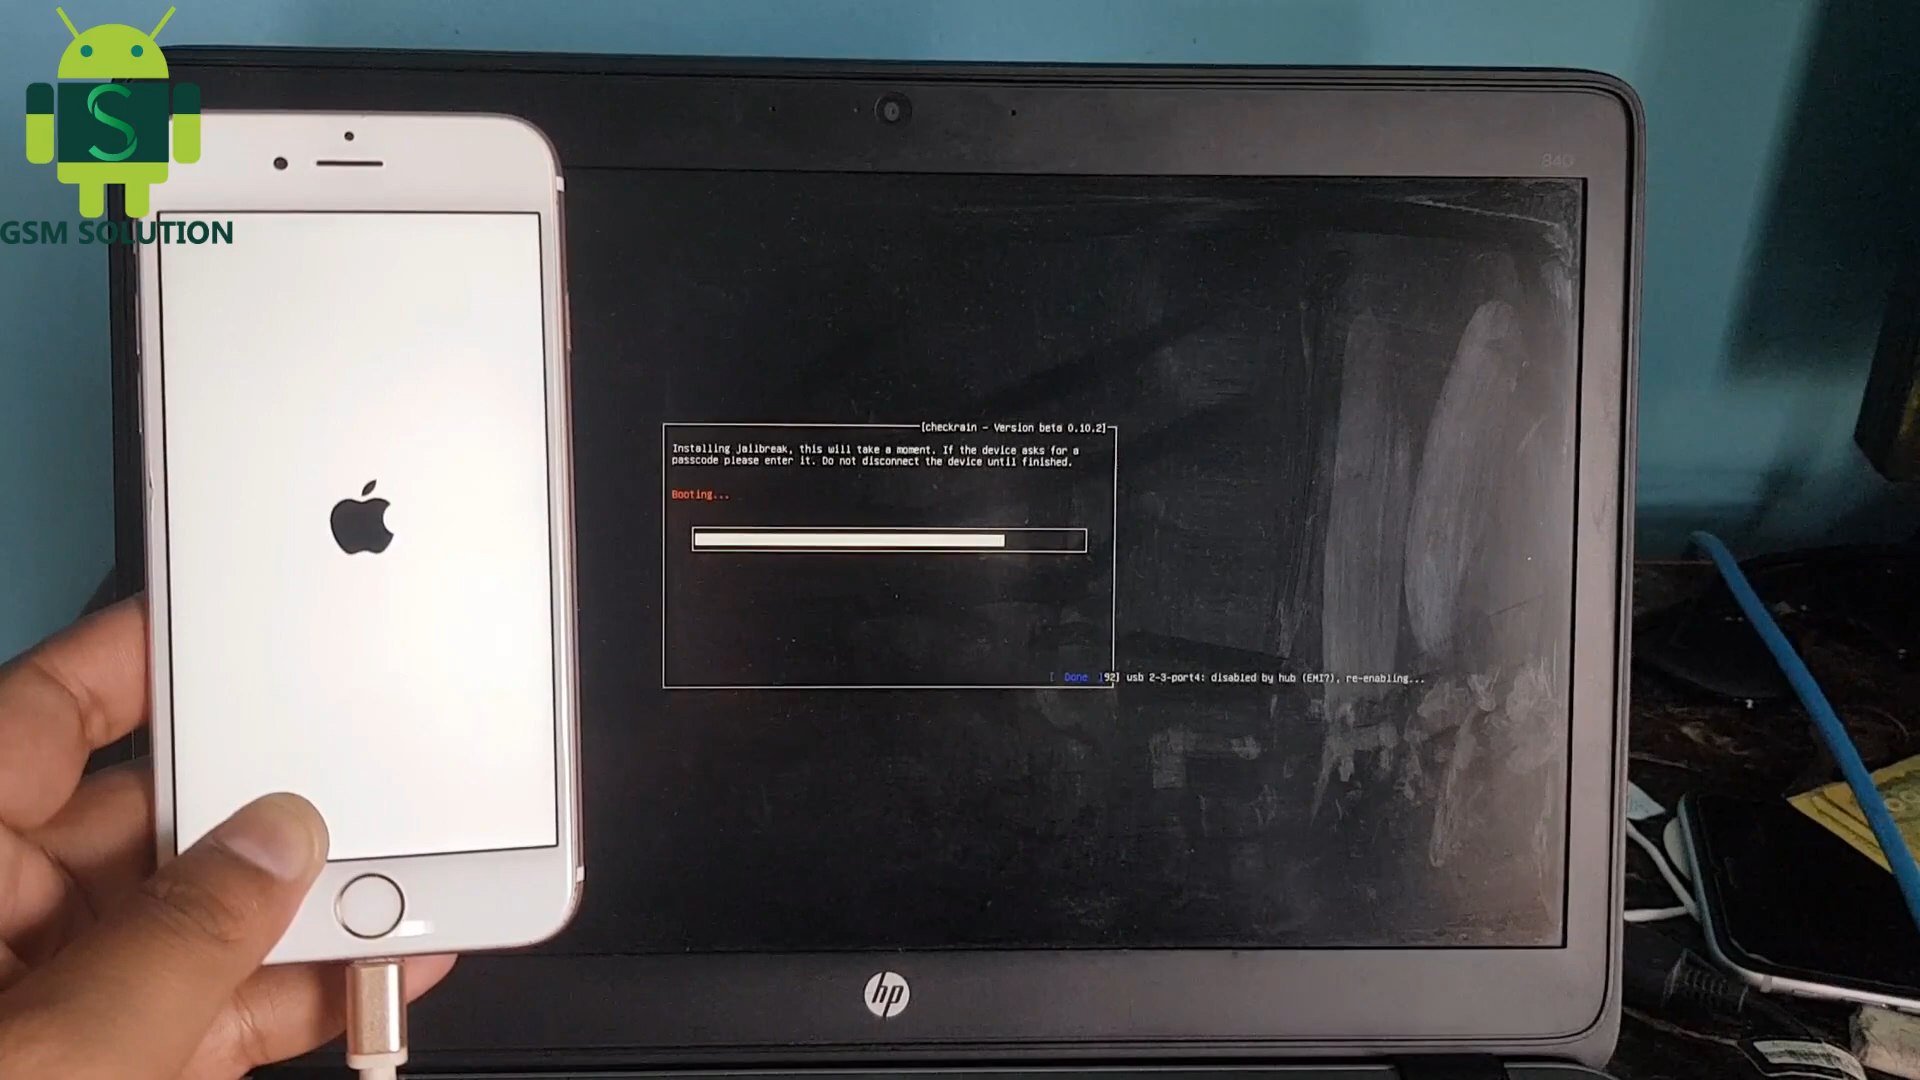 S
GSM SOLUTION
840
[checkrain - Version beta 0.10.2]
Installing jailbreak, this will take a moment. If the device asks for a
passcode please enter it. Do not disconnect the device until finished.
Booting...
[ Done ]92] usb 2-3-port4: disabled by hub (EMI?), re-enabling...
hp